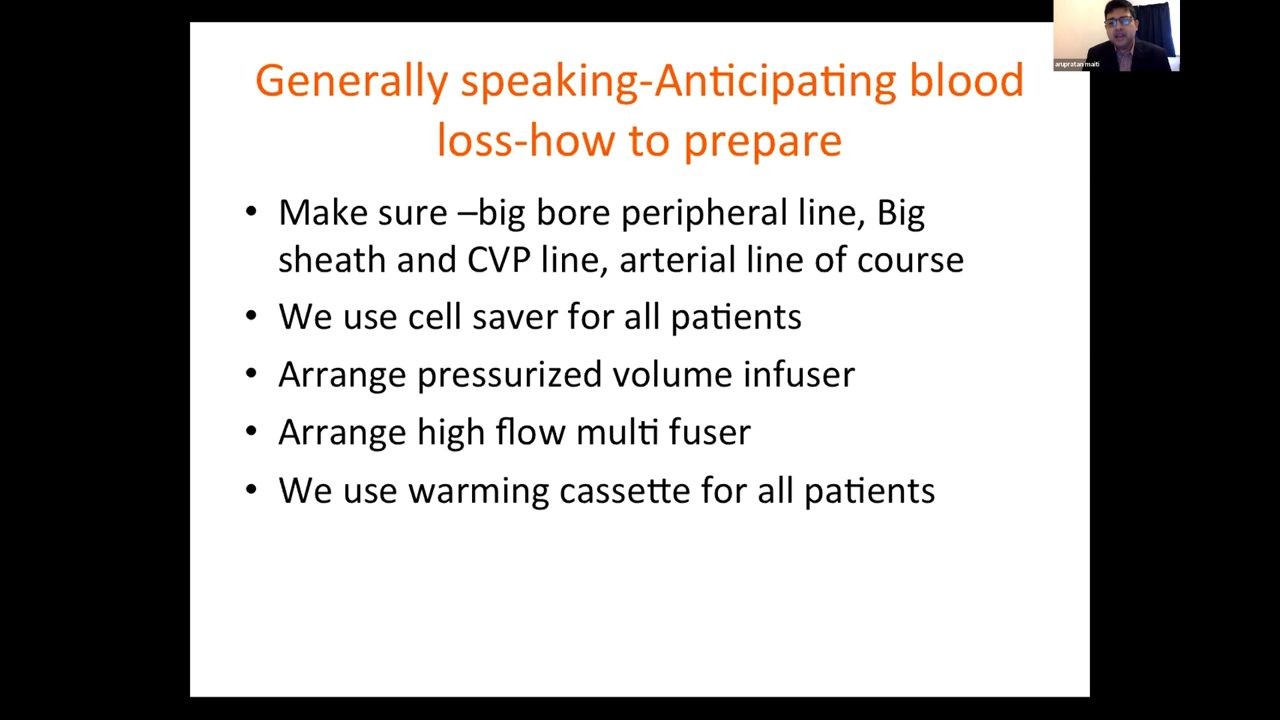 Generally speaking-Anticipating blood
loss-how to prepare
• Make sure –big bore peripheral line, Big
sheath and CVP line, arterial line of course
• We use cell saver for all patients
• Arrange pressurized volume infuser
• Arrange high flow multi fuser
• We use warming cassette for all patients
arupratan maiti